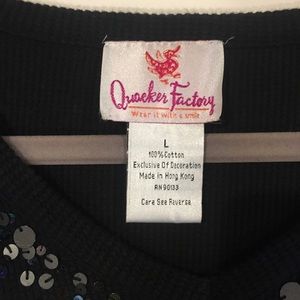 Quacker Factory
Wear it with a smile
L
100% Cotton
Exclusive Of Decoration
Made in Hong Kong
RN 90133
Care See Reverse